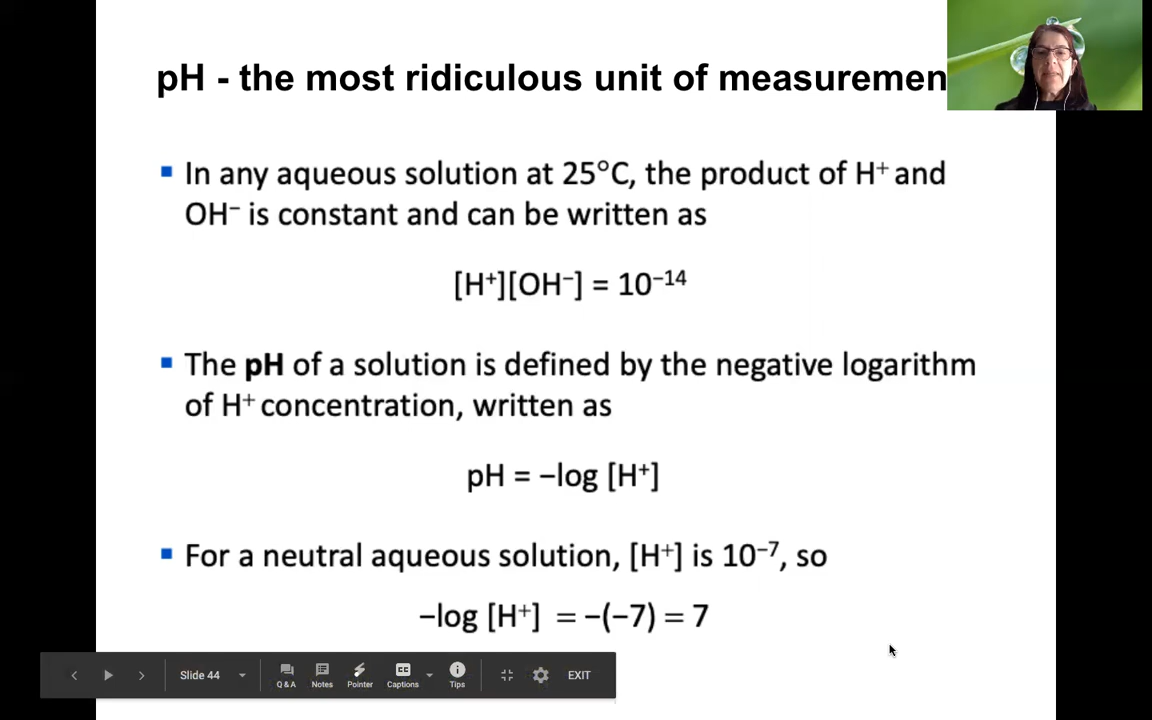 pH - the most ridiculous unit of measuremen
▪ In any aqueous solution at 25°C, the product of H⁺ and
OH⁻ is constant and can be written as
[H⁺][OH⁻] = 10⁻¹⁴
▪ The pH of a solution is defined by the negative logarithm
of H⁺ concentration, written as
pH = −log [H⁺]
▪ For a neutral aqueous solution, [H⁺] is 10⁻⁷, so
−log [H⁺] = −(−7) = 7
Slide 44
Q & A Notes Pointer Captions Tips EXIT